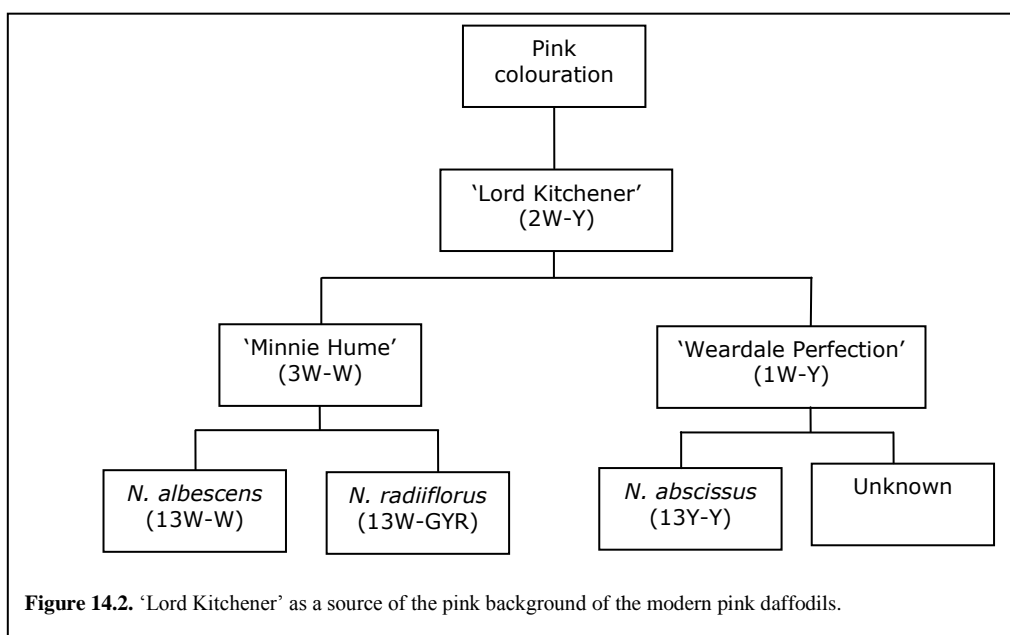 Pink
colouration
‘Lord Kitchener’
(2W-Y)
‘Minnie Hume’
(3W-W)
‘Weardale Perfection’
(1W-Y)
N. albescens
(13W-W)
N. radiiflorus
(13W-GYR)
N. abscissus
(13Y-Y)
Unknown
Figure 14.2. ‘Lord Kitchener’ as a source of the pink background of the modern pink daffodils.